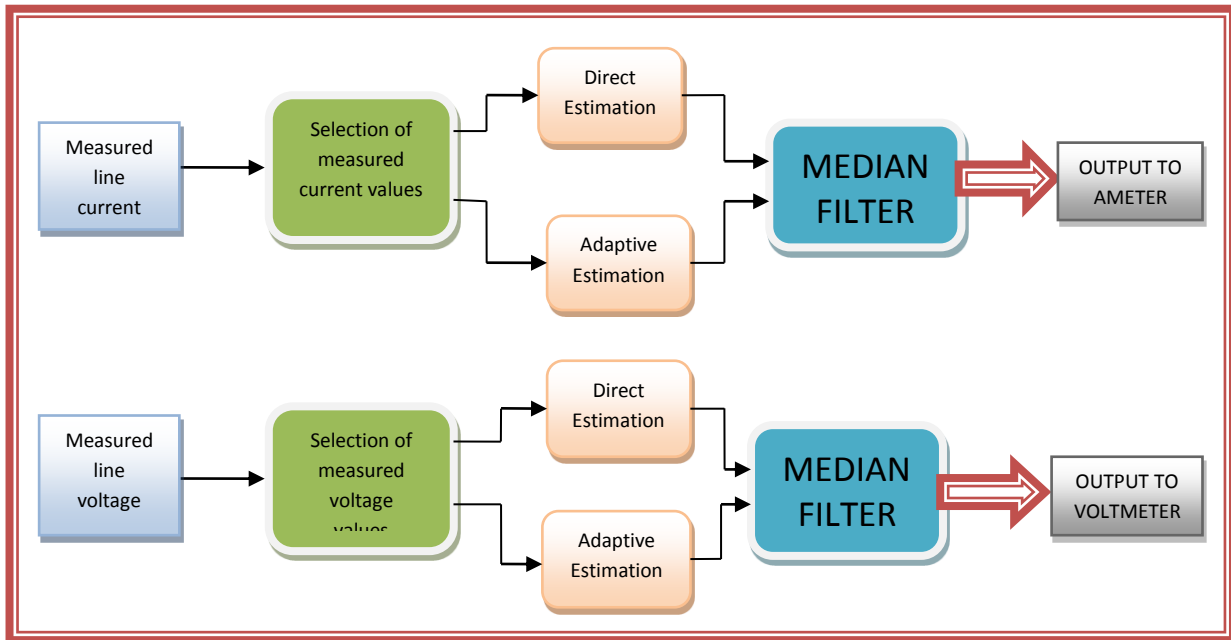 Measured
line
current
Selection of
measured
current values
Direct
Estimation
Adaptive
Estimation
MEDIAN
FILTER
OUTPUT TO
AMETER
Measured
line
voltage
Selection of
measured
voltage
values
Direct
Estimation
Adaptive
Estimation
MEDIAN
FILTER
OUTPUT TO
VOLTMETER